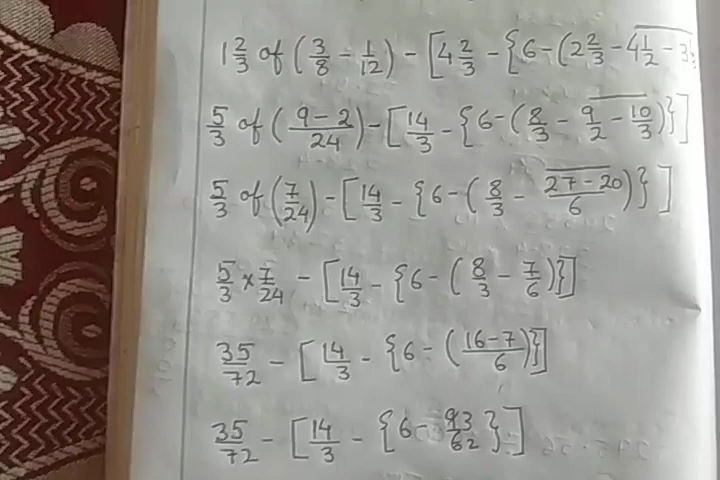 1 2/3 of (3/8 - 1/12) - [4 2/3 - {6 - (2 2/3 - 4 1/2 - 3
5/3 of (9-2/24) - [14/3 - {6 - (8/3 - 9/2 - 10/3)}]
5/3 of (7/24) - [14/3 - {6 - (8/3 - 27-20/6)}]
5/3 × 7/24 - [14/3 - {6 - (8/3 - 7/6)}]
35/72 - [14/3 - {6 - (16-7/6)}]
35/72 - [14/3 - {6 - 93/62}]